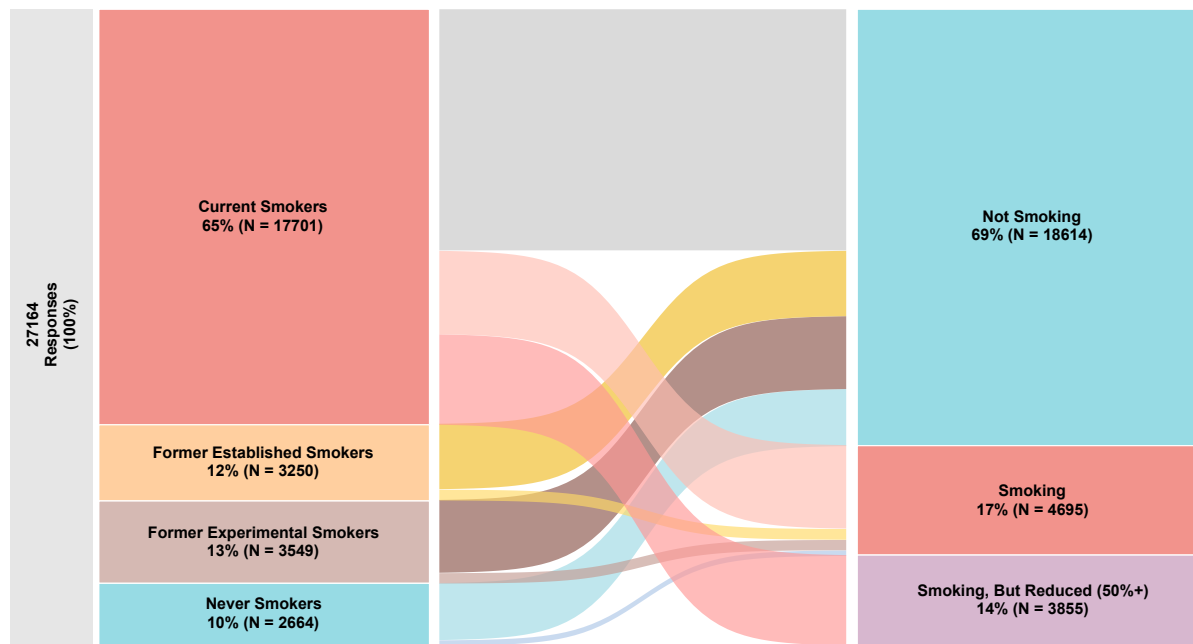 27164
Responses
(100%)
Current Smokers
65% (N = 17701)
Former Established Smokers
12% (N = 3250)
Former Experimental Smokers
13% (N = 3549)
Never Smokers
10% (N = 2664)
Not Smoking
69% (N = 18614)
Smoking
17% (N = 4695)
Smoking, But Reduced (50%+)
14% (N = 3855)